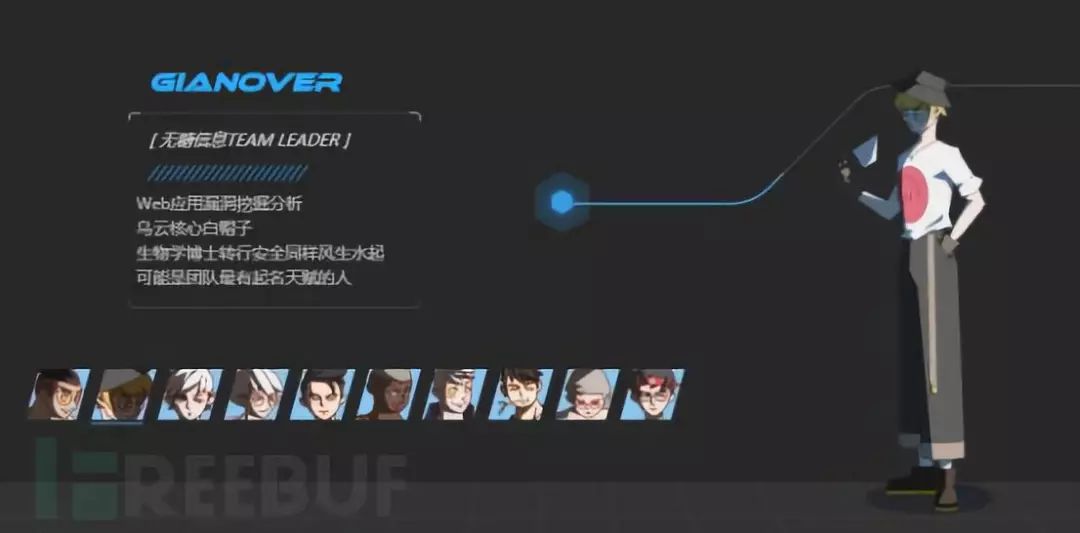 GIANOVER
[ 无糖信息TEAM LEADER ]
Web应用漏洞挖掘分析
乌云核心白帽子
生物学博士转行安全同样风生水起
可能是团队最有起名天赋的人
FREEBUF